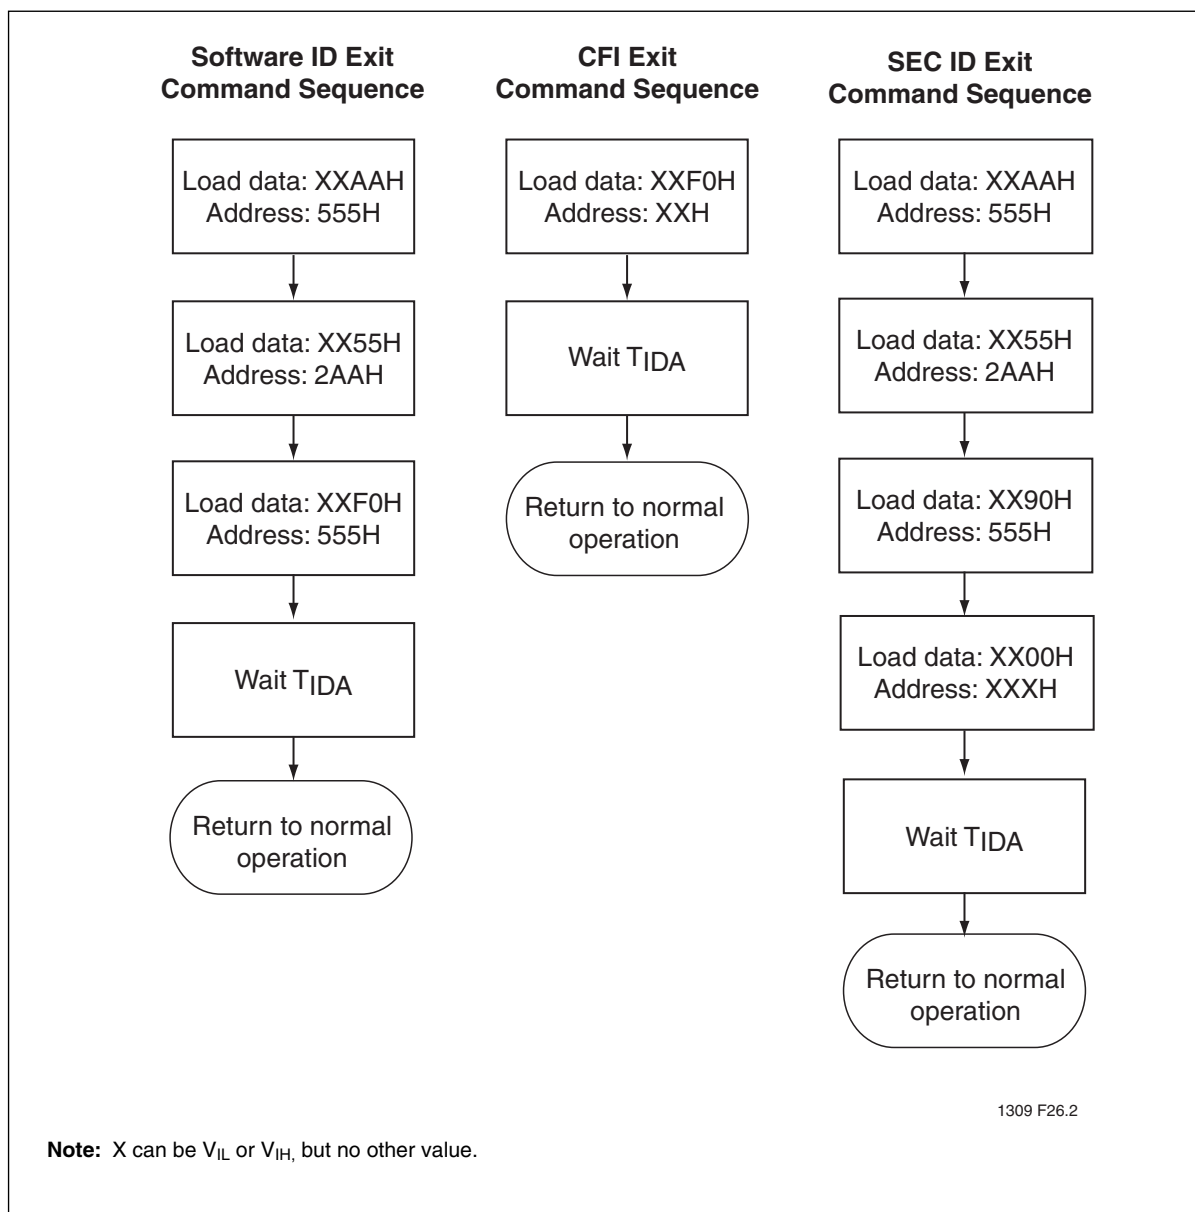 Software ID Exit
Command Sequence
Load data: XXAAH
Address: 555H
Load data: XX55H
Address: 2AAH
Load data: XXF0H
Address: 555H
Wait TIDA
Return to normal
operation
CFI Exit
Command Sequence
Load data: XXF0H
Address: XXH
Wait TIDA
Return to normal
operation
SEC ID Exit
Command Sequence
Load data: XXAAH
Address: 555H
Load data: XX55H
Address: 2AAH
Load data: XX90H
Address: 555H
Load data: XX00H
Address: XXXH
Wait TIDA
Return to normal
operation
1309 F26.2
Note: X can be VIL or VIH, but no other value.